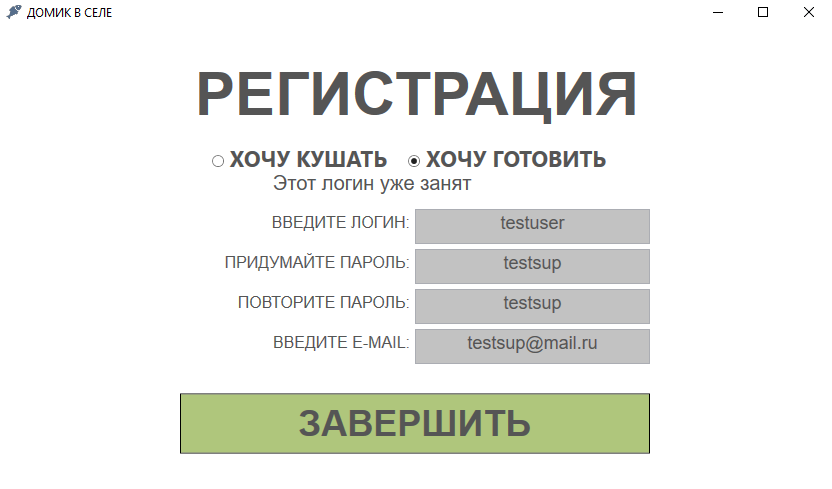 ДОМИК В СЕЛЕ
РЕГИСТРАЦИЯ
ХОЧУ КУШАТЬ ХОЧУ ГОТОВИТЬ
Этот логин уже занят
ВВЕДИТЕ ЛОГИН: testuser
ПРИДУМАЙТЕ ПАРОЛЬ: testsup
ПОВТОРИТЕ ПАРОЛЬ: testsup
ВВЕДИТЕ E-MAIL: testsup@mail.ru
ЗАВЕРШИТЬ